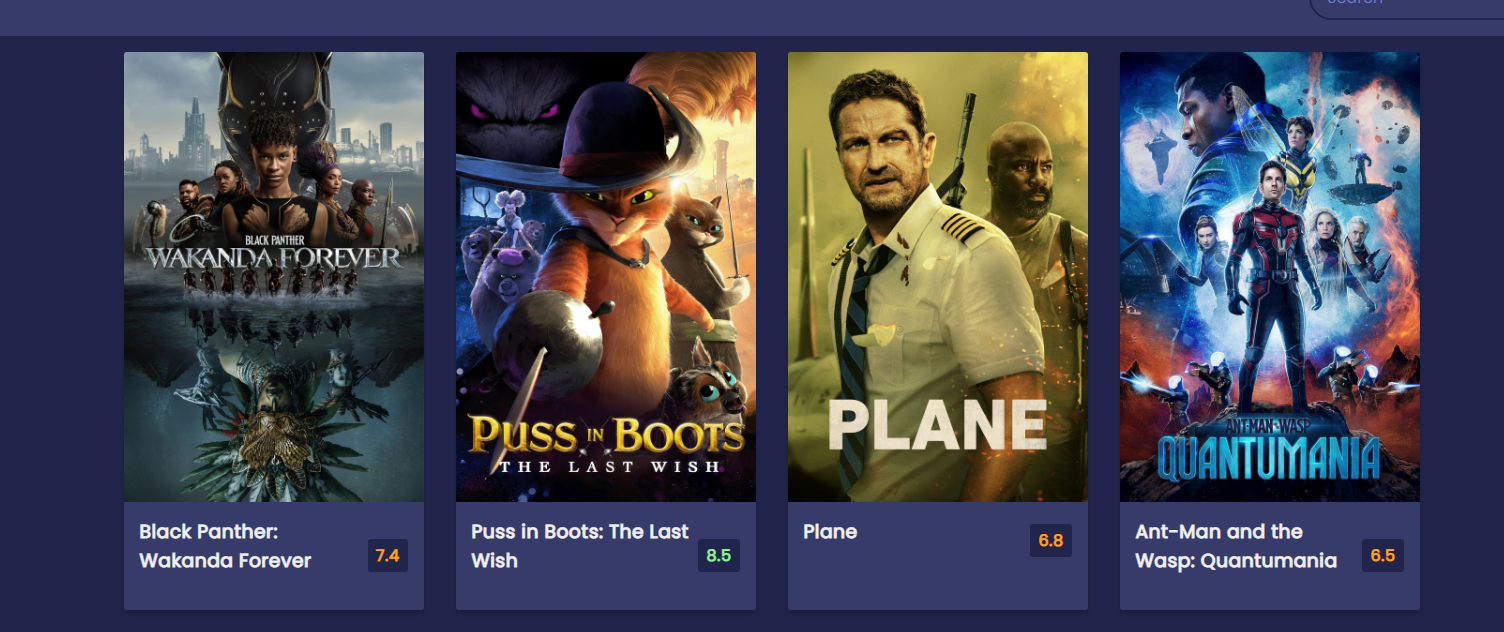 search
BLACK PANTHER
WAKANDA FOREVER
PUSS IN BOOTS
THE LAST WISH
PLANE
ANT-MAN AND THE WASP
QUANTUMANIA
Black Panther:
Wakanda Forever
7.4
Puss in Boots: The Last
Wish
8.5
Plane
6.8
Ant-Man and the
Wasp: Quantumania
6.5